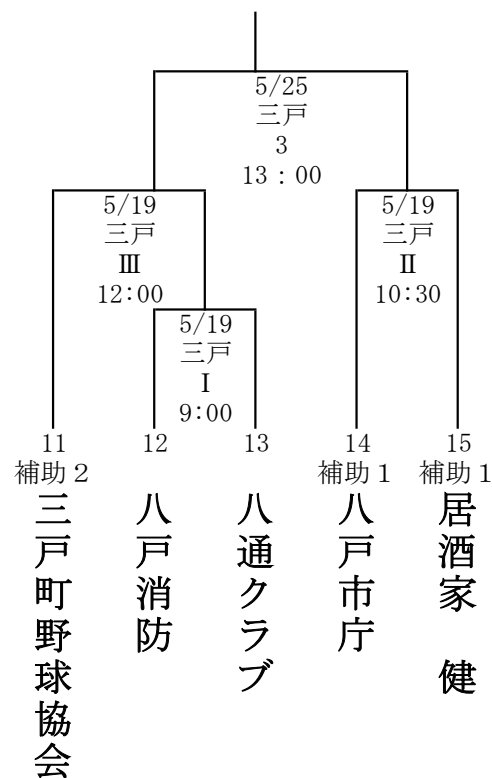 5/25
三戸
3
13：00
5/19
三戸
Ⅲ
12:00
5/19
三戸
Ⅱ
10:30
5/19
三戸
Ⅰ
9:00
11
補助２
三戸町野球協会
12
八戸消防
13
八通クラブ
14
補助１
八戸市庁
15
補助１
居酒家　健